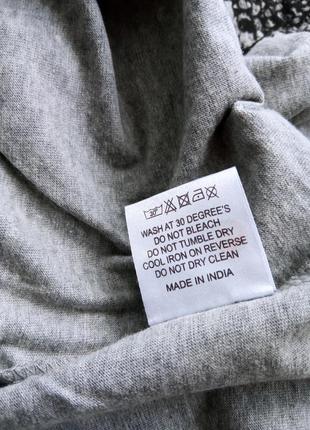 WASH AT 30 DEGREE'S
DO NOT BLEACH
DO NOT TUMBLE DRY
COOL IRON ON REVERSE
DO NOT DRY CLEAN
MADE IN INDIA